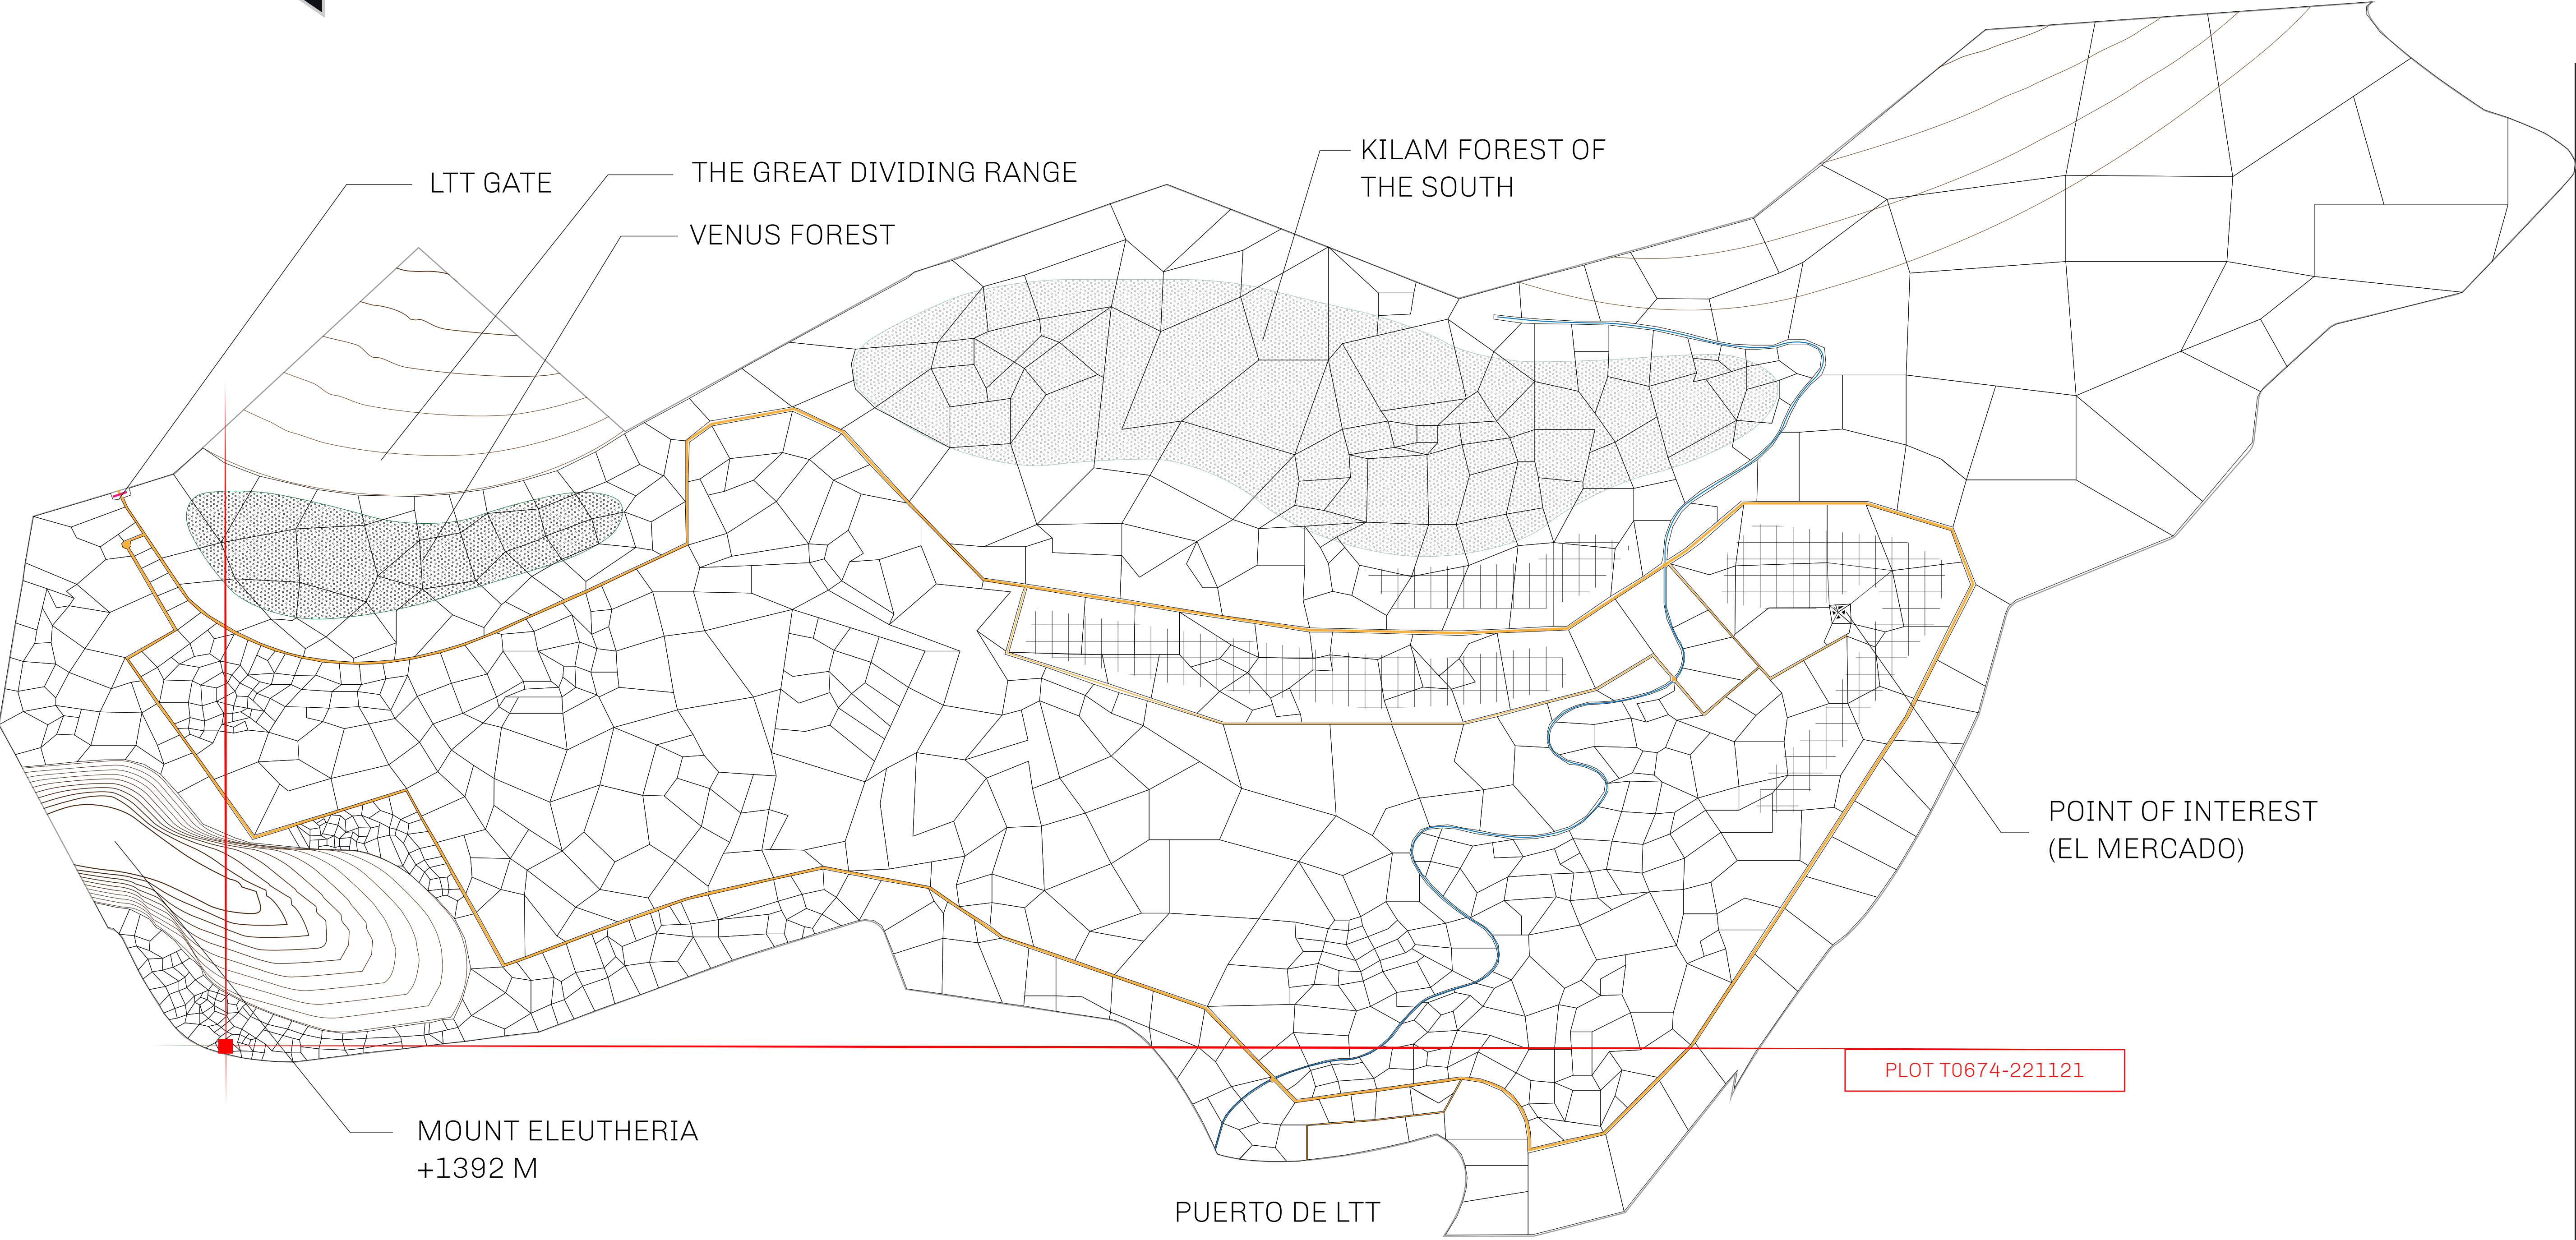 KILAM FOREST OF
THE SOUTH
THE GREAT DIVIDING RANGE
LTT GATE
VENUS FOREST
POINT OF INTEREST
(EL MERCADO)
PLOT T0674-221121
MOUNT ELEUTHERIA
+1392 M
PUERTO DE LTT